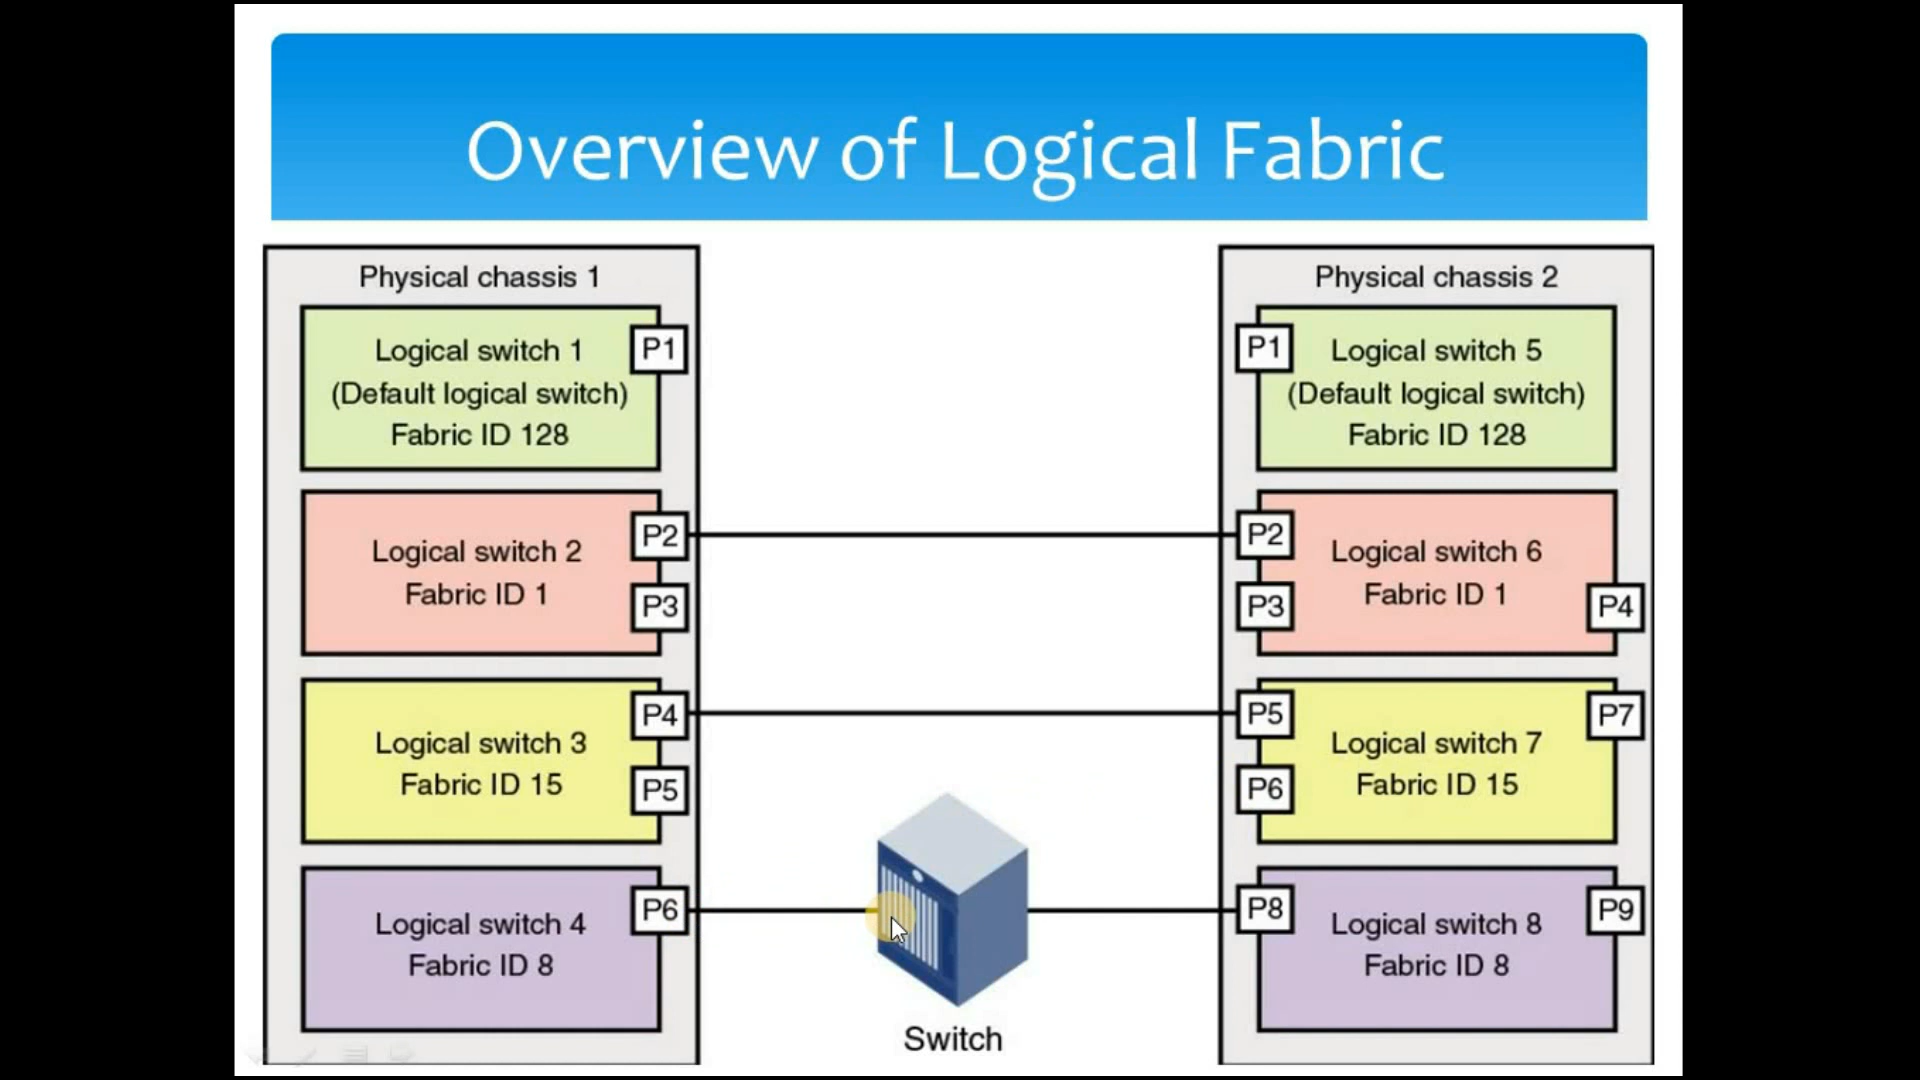 Overview of Logical Fabric
Physical chassis 1
Logical switch 1
(Default logical switch)
Fabric ID 128
P1
Logical switch 2
Fabric ID 1
P2
P3
Logical switch 3
Fabric ID 15
P4
P5
Logical switch 4
Fabric ID 8
P6
Switch
Physical chassis 2
P1
Logical switch 5
(Default logical switch)
Fabric ID 128
P2
P3
Logical switch 6
Fabric ID 1
P4
P5
P6
Logical switch 7
Fabric ID 15
P7
P8
Logical switch 8
Fabric ID 8
P9